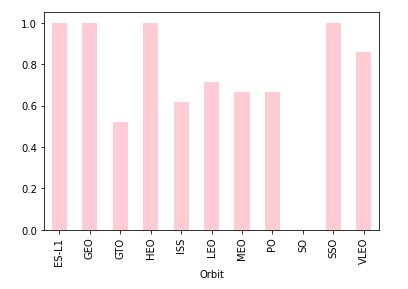 1.0
0.8
0.6
0.4
0.2
0.0
ES-L1
GEO
GTO
HEO
ISS
LEO
MEO
PO
SO
SSO
VLEO
Orbit